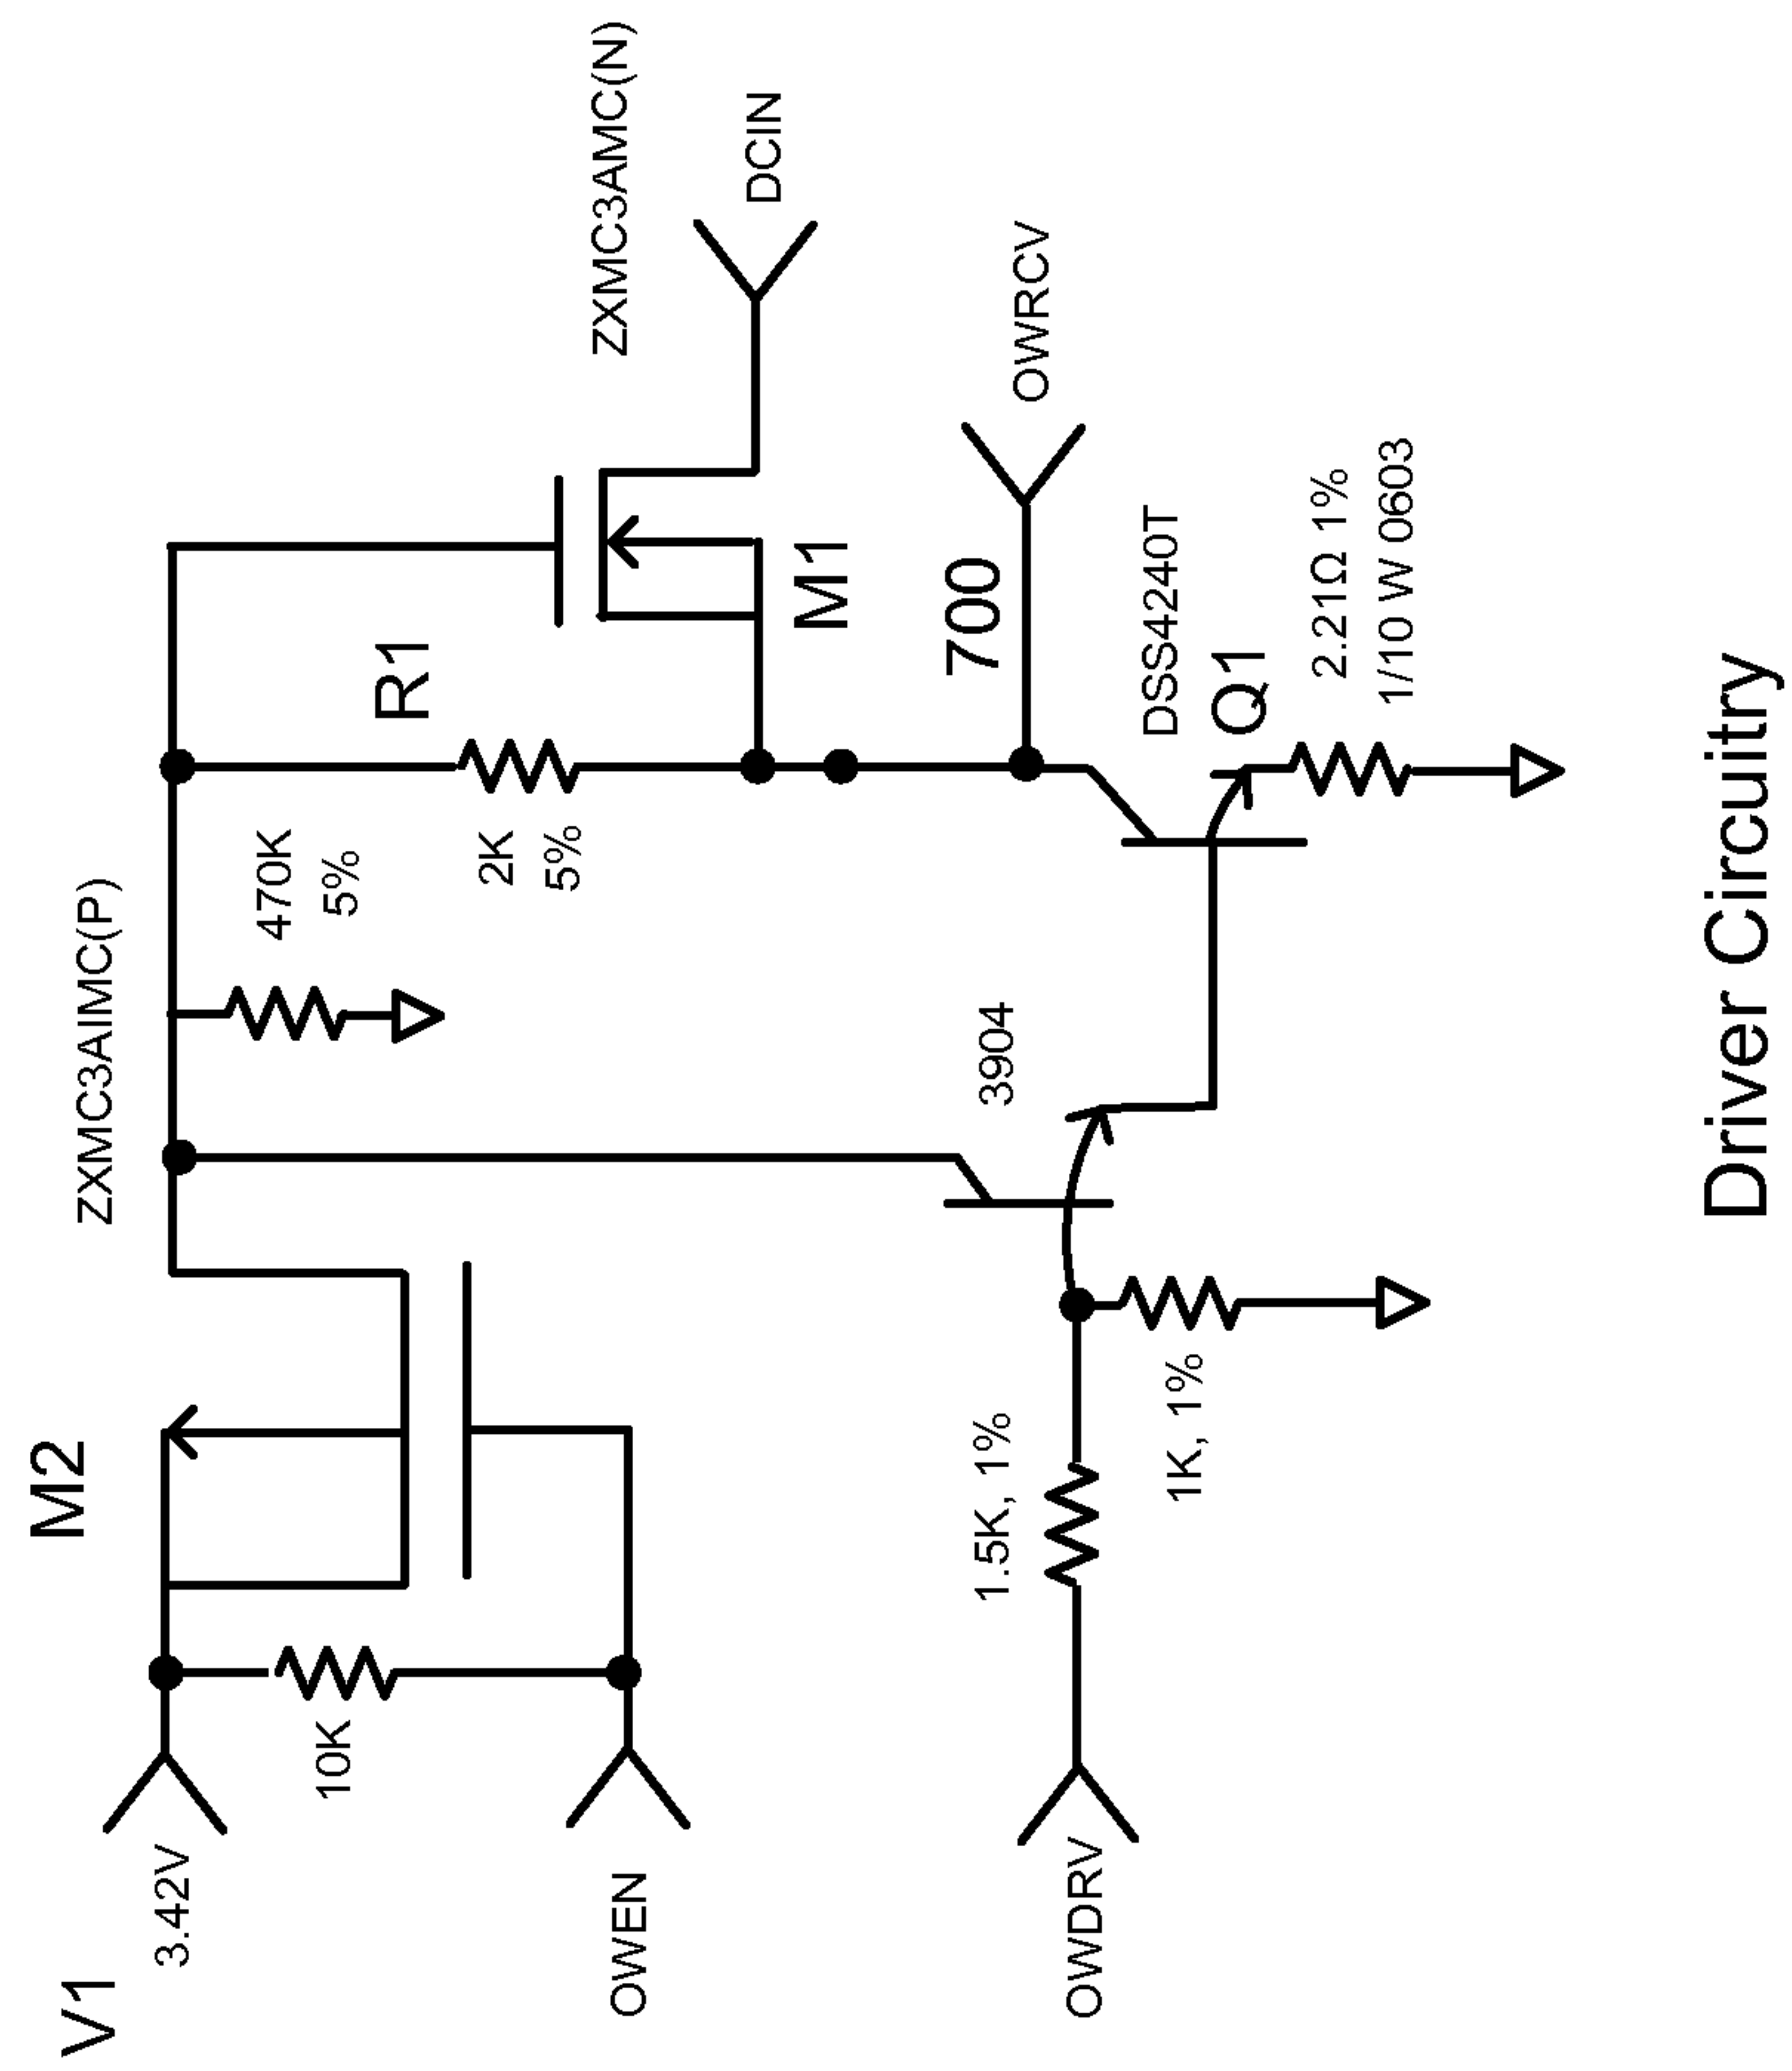 M2
V1
ZXMC3AIMC(P)
3.42V
470K
5%
10K
R1
2K
5%
ZXMC3AMC(N)
OWEN
DCIN
M1
700
1.5K, 1%
3904
OWRCV
OWDRV
DSS4240T
1K, 1%
Q1
2.21Ω 1%
1/10 W 0603
Driver Circuitry